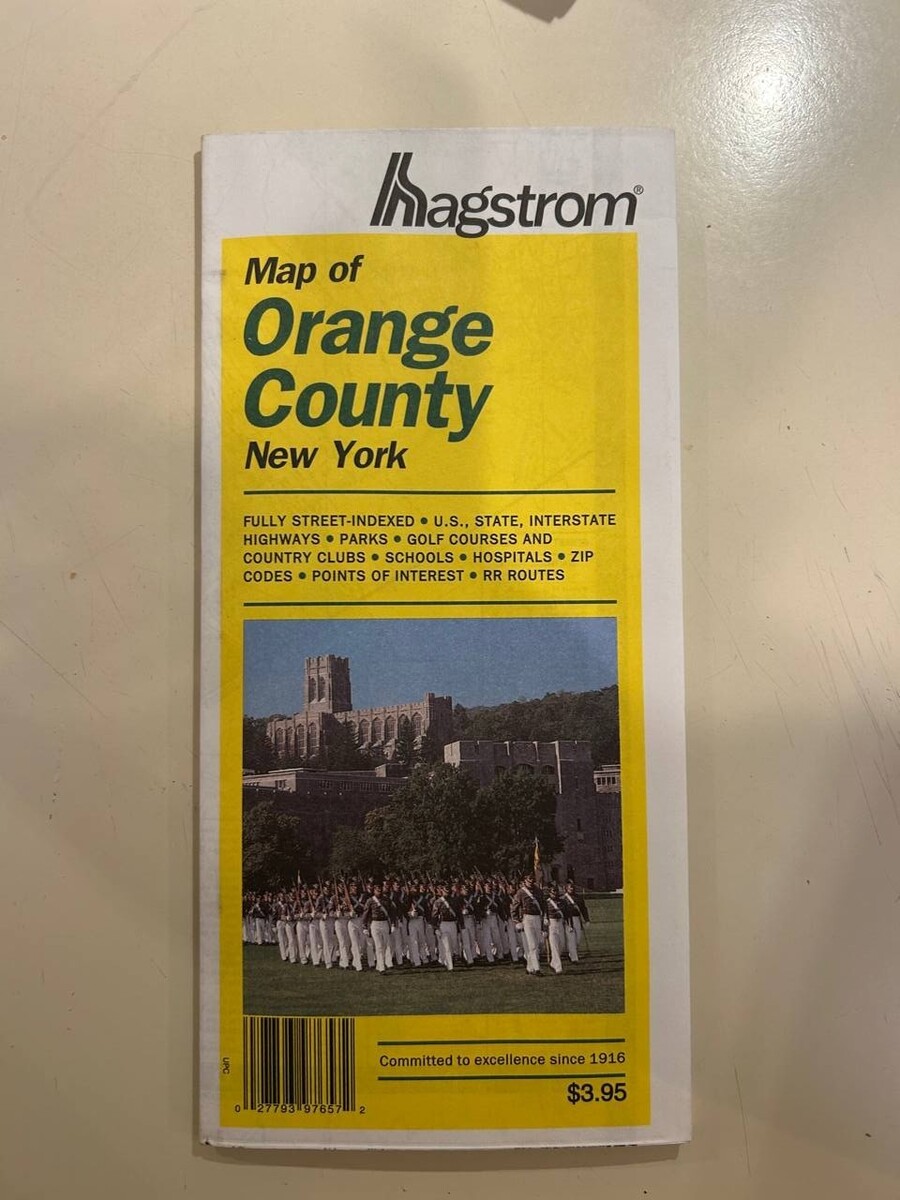 hagstrom®
Map of
Orange
County
New York
FULLY STREET-INDEXED • U.S., STATE, INTERSTATE
HIGHWAYS • PARKS • GOLF COURSES AND
COUNTRY CLUBS • SCHOOLS • HOSPITALS • ZIP
CODES • POINTS OF INTEREST • RR ROUTES
Committed to excellence since 1916
$3.95
UPC
0 27793 97657 2